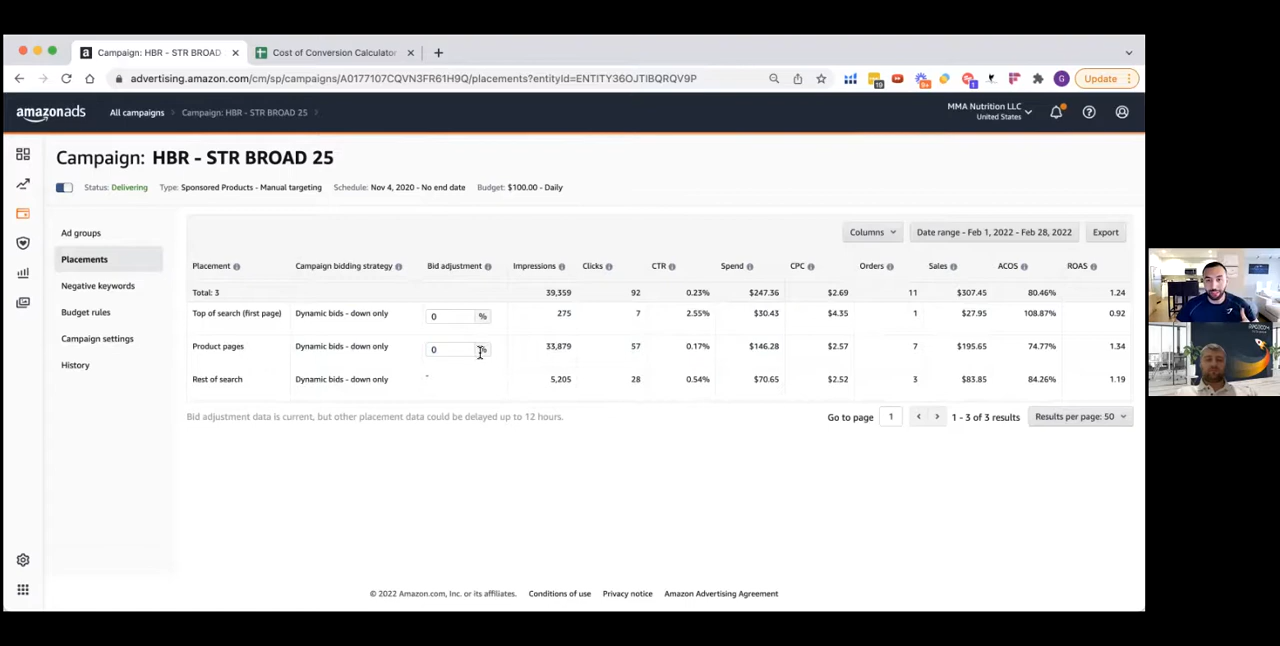 Campaign: HBR - STR BROAD
Cost of Conversion Calculator
advertising.amazon.com/cm/sp/campaigns/A0177107CQVN3FR61H9Q/placements?entityId=ENTITY36OJTIBQRQV9P
19
9+
1
G
Update
amazonads
All campaigns
Campaign: HBR - STR BROAD 25
MMA Nutrition LLC
United States
Campaign: HBR - STR BROAD 25
Status: Delivering Type: Sponsored Products - Manual targeting Schedule: Nov 4, 2020 - No end date Budget: $100.00 - Daily
Ad groups
Placements
Negative keywords
Budget rules
Campaign settings
History
Columns Date range - Feb 1, 2022 - Feb 28, 2022 Export
Placement Campaign bidding strategy Bid adjustment Impressions Clicks CTR Spend CPC Orders Sales ACOS ROAS
Total: 3 39,359 92 0.23% $247.36 $2.69 11 $307.45 80.46% 1.24
Top of search (first page) Dynamic bids - down only 0 % 275 7 2.55% $30.43 $4.35 1 $27.95 108.87% 0.92
Product pages Dynamic bids - down only 0 % 33,879 57 0.17% $146.28 $2.57 7 $195.65 74.77% 1.34
Rest of search Dynamic bids - down only - 5,205 28 0.54% $70.65 $2.52 3 $83.85 84.26% 1.19
Bid adjustment data is current, but other placement data could be delayed up to 12 hours.
Go to page 1 1 - 3 of 3 results Results per page: 50
© 2022 Amazon.com, Inc. or its affiliates. Conditions of use Privacy notice Amazon Advertising Agreement